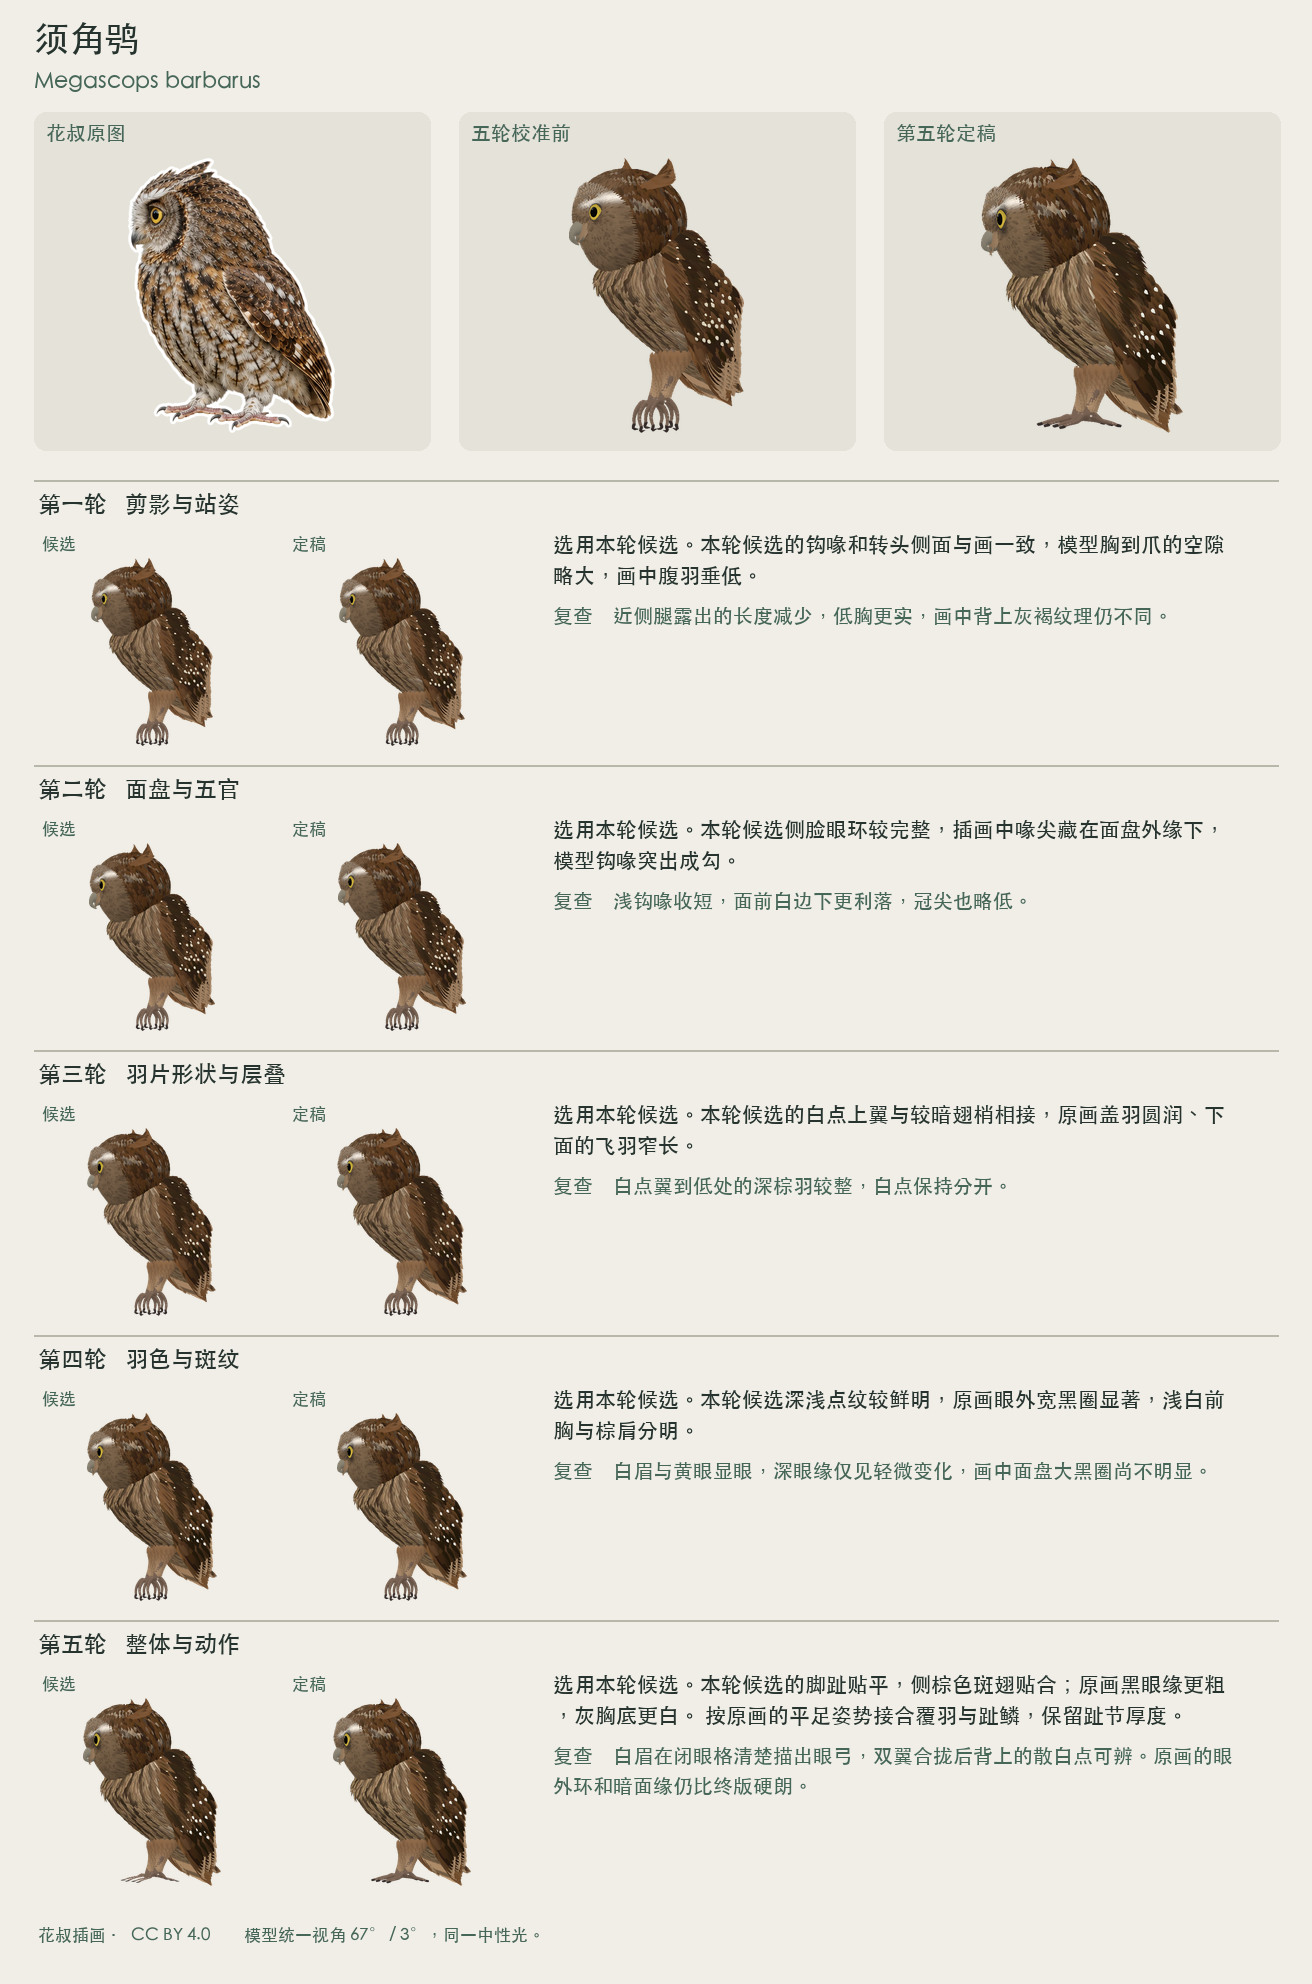 须角鸮
Megascops barbarus
花叔原图
五轮校准前
第五轮定稿
第一轮 剪影与站姿
候选
定稿
选用本轮候选。本轮候选的钩喙和转头侧面与画一致，模型胸到爪的空隙
略大，画中腹羽垂低。
复查 近侧腿露出的长度减少，低胸更实，画中背上灰褐纹理仍不同。
第二轮 面盘与五官
候选
定稿
选用本轮候选。本轮候选侧脸眼环较完整，插画中喙尖藏在面盘外缘下，
模型钩喙突出成勾。
复查 浅钩喙收短，面前白边下更利落，冠尖也略低。
第三轮 羽片形状与层叠
候选
定稿
选用本轮候选。本轮候选的白点上翼与较暗翅梢相接，原画盖羽圆润、下
面的飞羽窄长。
复查 白点翼到低处的深棕羽较整，白点保持分开。
第四轮 羽色与斑纹
候选
定稿
选用本轮候选。本轮候选深浅点纹较鲜明，原画眼外宽黑圈显著，浅白前
胸与棕肩分明。
复查 白眉与黄眼显眼，深眼缘仅见轻微变化，画中面盘大黑圈尚不明显。
第五轮 整体与动作
候选
定稿
选用本轮候选。本轮候选的脚趾贴平，侧棕色斑翅贴合；原画黑眼缘更粗
，灰胸底更白。 按原画的平足姿势接合覆羽与趾鳞，保留趾节厚度。
复查 白眉在闭眼格清楚描出眼弓，双翼合拢后背上的散白点可辨。原画的眼
外环和暗面缘仍比终版硬朗。
花叔插画 · CC BY 4.0 模型统一视角 67° / 3° ，同一中性光。